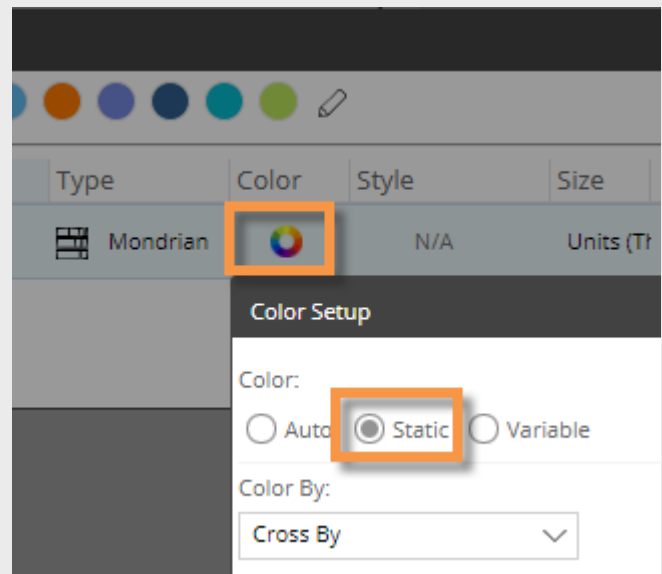 Type Color Style Size
Mondrian N/A Units (Th
Color Setup
Color:
Auto Static Variable
Color By:
Cross By